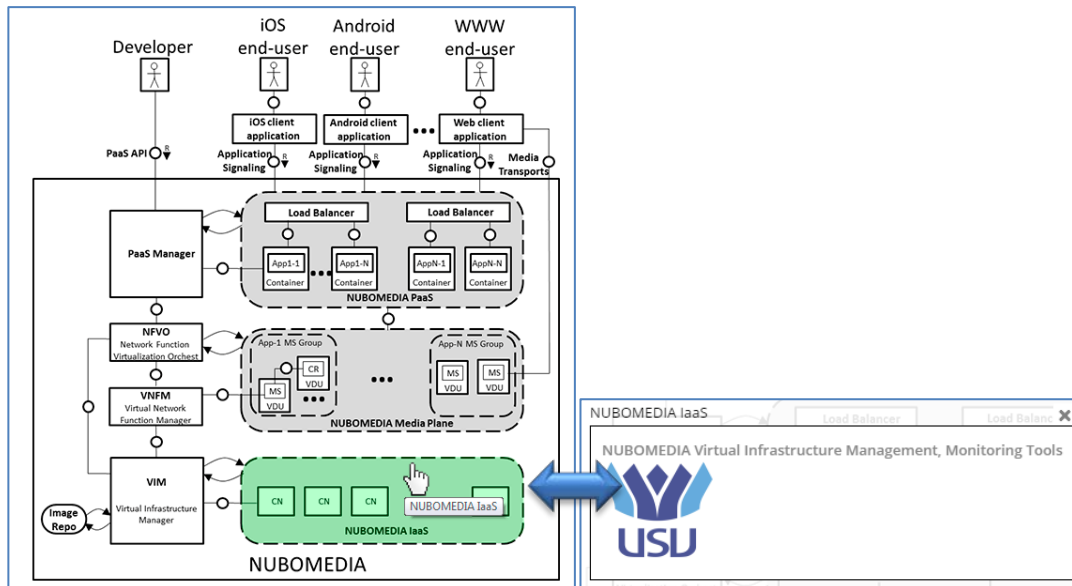 Developer
iOS
end-user
Android
end-user
WWW
end-user
iOS client
application
Android client
application
Web client
application
PaaS API
R
Application
Signaling
R
Application
Signaling
R
Application
Signaling
R
Media
Transports
PaaS Manager
Load Balancer
Load Balancer
App1-1
Container
App1-N
Container
AppN-1
Container
AppN-N
Container
NUBOMEDIA PaaS
NFVO
Network Function
Virtualization Orchest
App-1 MS Group
CR
VDU
MS
VDU
App-N MS Group
MS
VDU
MS
VDU
NUBOMEDIA Media Plane
VNFM
Virtual Network
Function Manager
VIM
Virtual Infrastructure
Manager
Image
Repo
CN
CN
CN
NUBOMEDIA IaaS
NUBOMEDIA IaaS
NUBOMEDIA
NUBOMEDIA IaaS
Load Balancer
Load Balanc
NUBOMEDIA Virtual Infrastructure Management, Monitoring Tools
USU